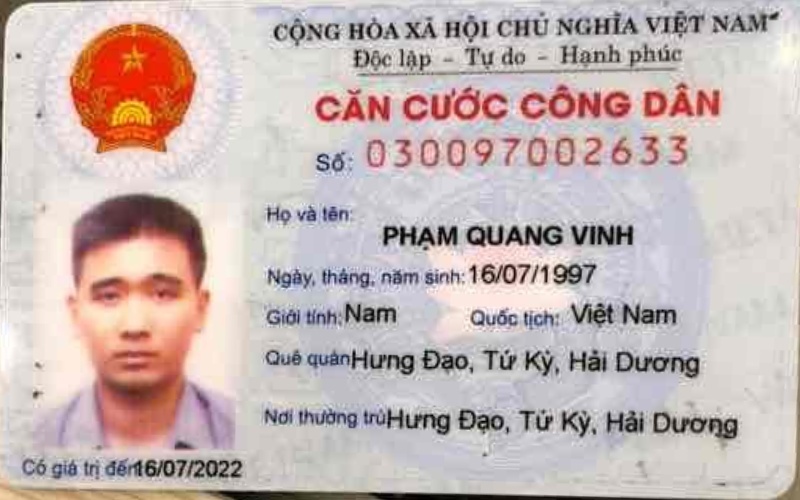 CỘNG HÒA XÃ HỘI CHỦ NGHĨA VIỆT NAM
Độc lập - Tự do - Hạnh phúc
CĂN CƯỚC CÔNG DÂN
Số: 030097002633
Họ và tên:
PHẠM QUANG VINH
Ngày, tháng, năm sinh: 16/07/1997
Giới tính: Nam Quốc tịch: Việt Nam
Quê quán Hưng Đạo, Tứ Kỳ, Hải Dương
Nơi thường trú Hưng Đạo, Tứ Kỳ, Hải Dương
Có giá trị đến 16/07/2022